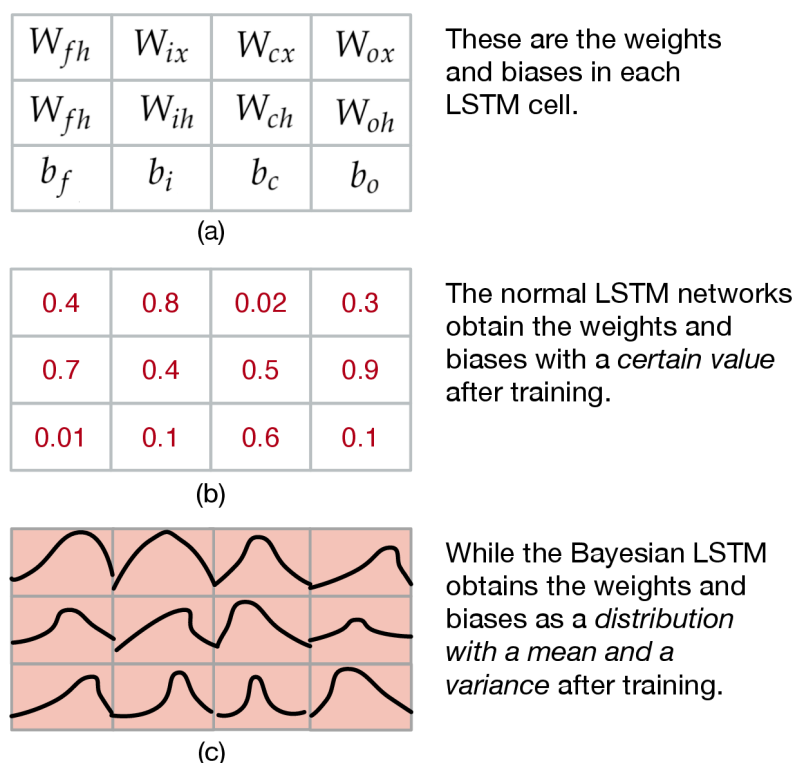 W_fh W_ix W_cx W_ox
W_fh W_ih W_ch W_oh
b_f b_i b_c b_o
(a)
These are the weights
and biases in each
LSTM cell.
0.4 0.8 0.02 0.3
0.7 0.4 0.5 0.9
0.01 0.1 0.6 0.1
(b)
The normal LSTM networks
obtain the weights and
biases with a certain value
after training.
(c)
While the Bayesian LSTM
obtains the weights and
biases as a distribution
with a mean and a
variance after training.